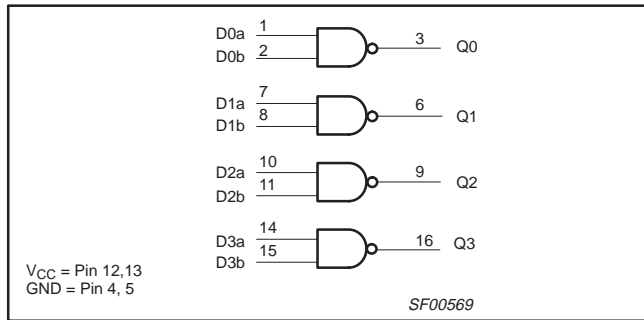 D0a 1
D0b 2
3 Q0
D1a 7
D1b 8
6 Q1
D2a 10
D2b 11
9 Q2
D3a 14
D3b 15
16 Q3
VCC = Pin 12,13
GND = Pin 4, 5
SF00569